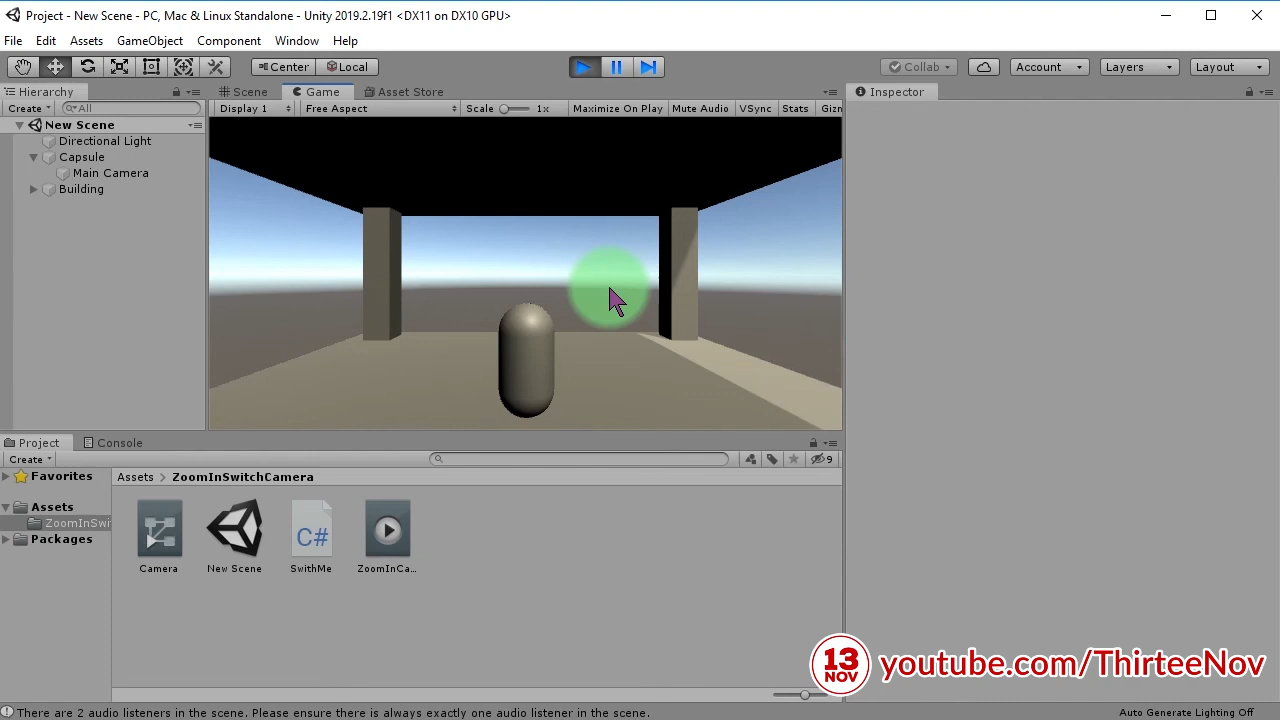 Project - New Scene - PC, Mac & Linux Standalone - Unity 2019.2.19f1 <DX11 on DX10 GPU>
File Edit Assets GameObject Component Window Help
Center Local Collab Account Layers Layout
Hierarchy Scene Game Asset Store Inspector
Create All Display 1 Free Aspect Scale 1x Maximize On Play Mute Audio VSync Stats Gizn
New Scene
Directional Light
Capsule
Main Camera
Building
Project Console
Create 9
Favorites Assets ZoomInSwitchCamera
Assets
ZoomInSwi
Packages
C#
Camera New Scene SwithMe ZoomInCa...
13 NOV youtube.com/ThirteeNov
There are 2 audio listeners in the scene. Please ensure there is always exactly one audio listener in the scene. Auto Generate Lighting Off